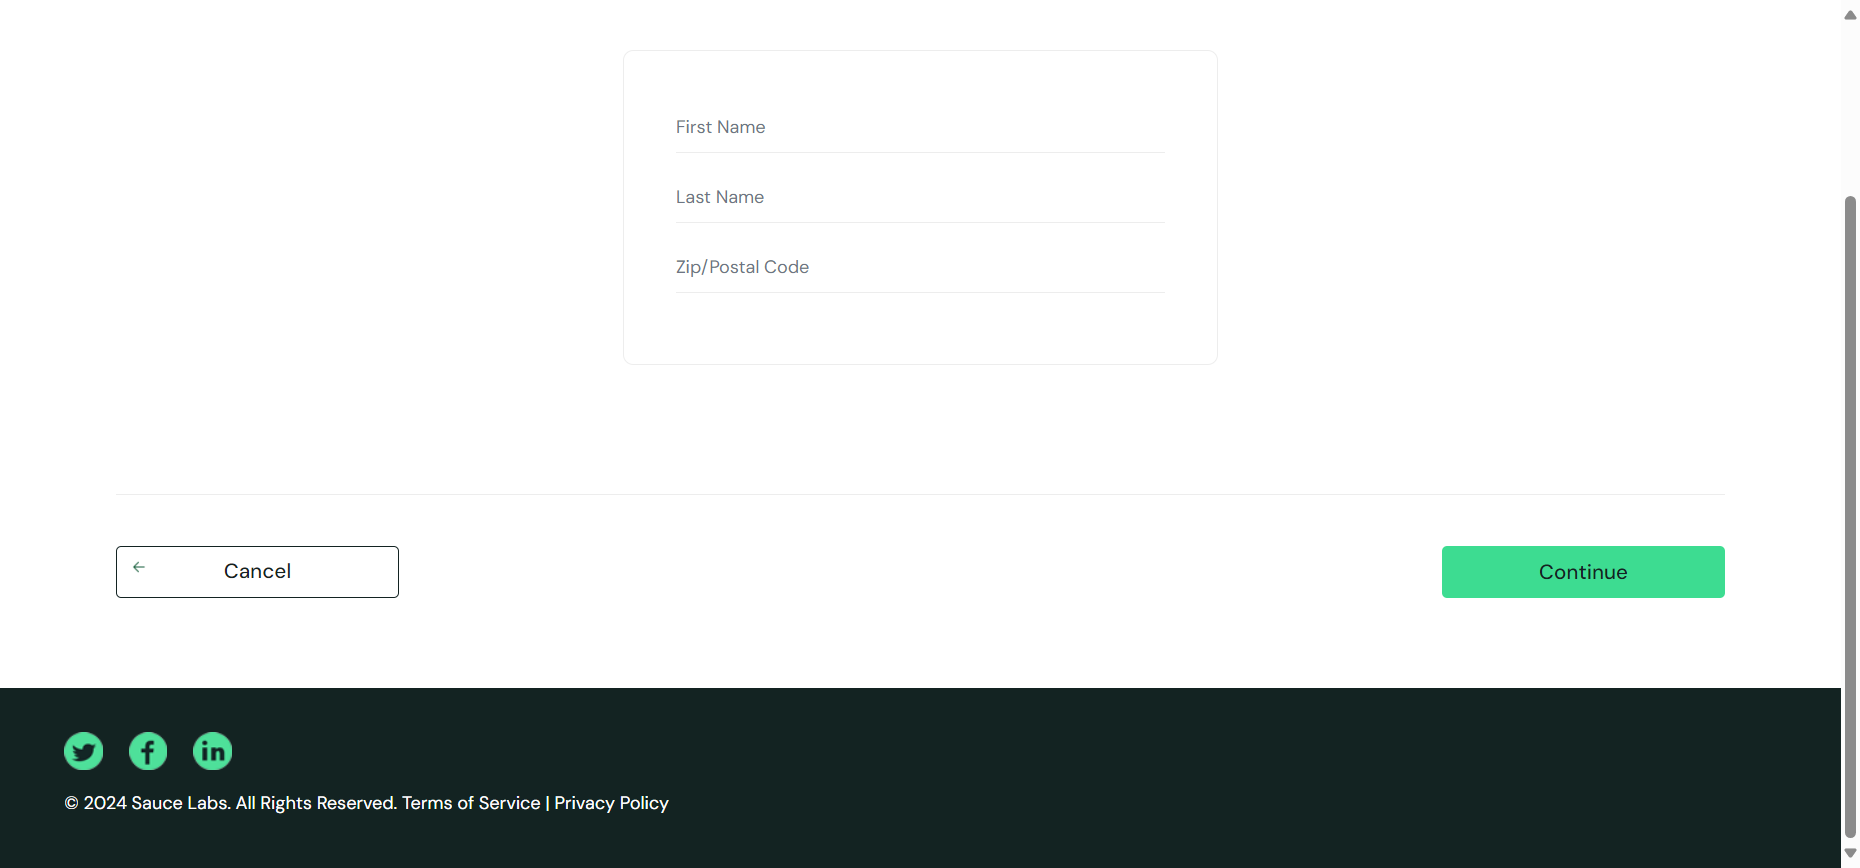 First Name
Last Name
Zip/Postal Code
Cancel
Continue
© 2024 Sauce Labs. All Rights Reserved. Terms of Service | Privacy Policy